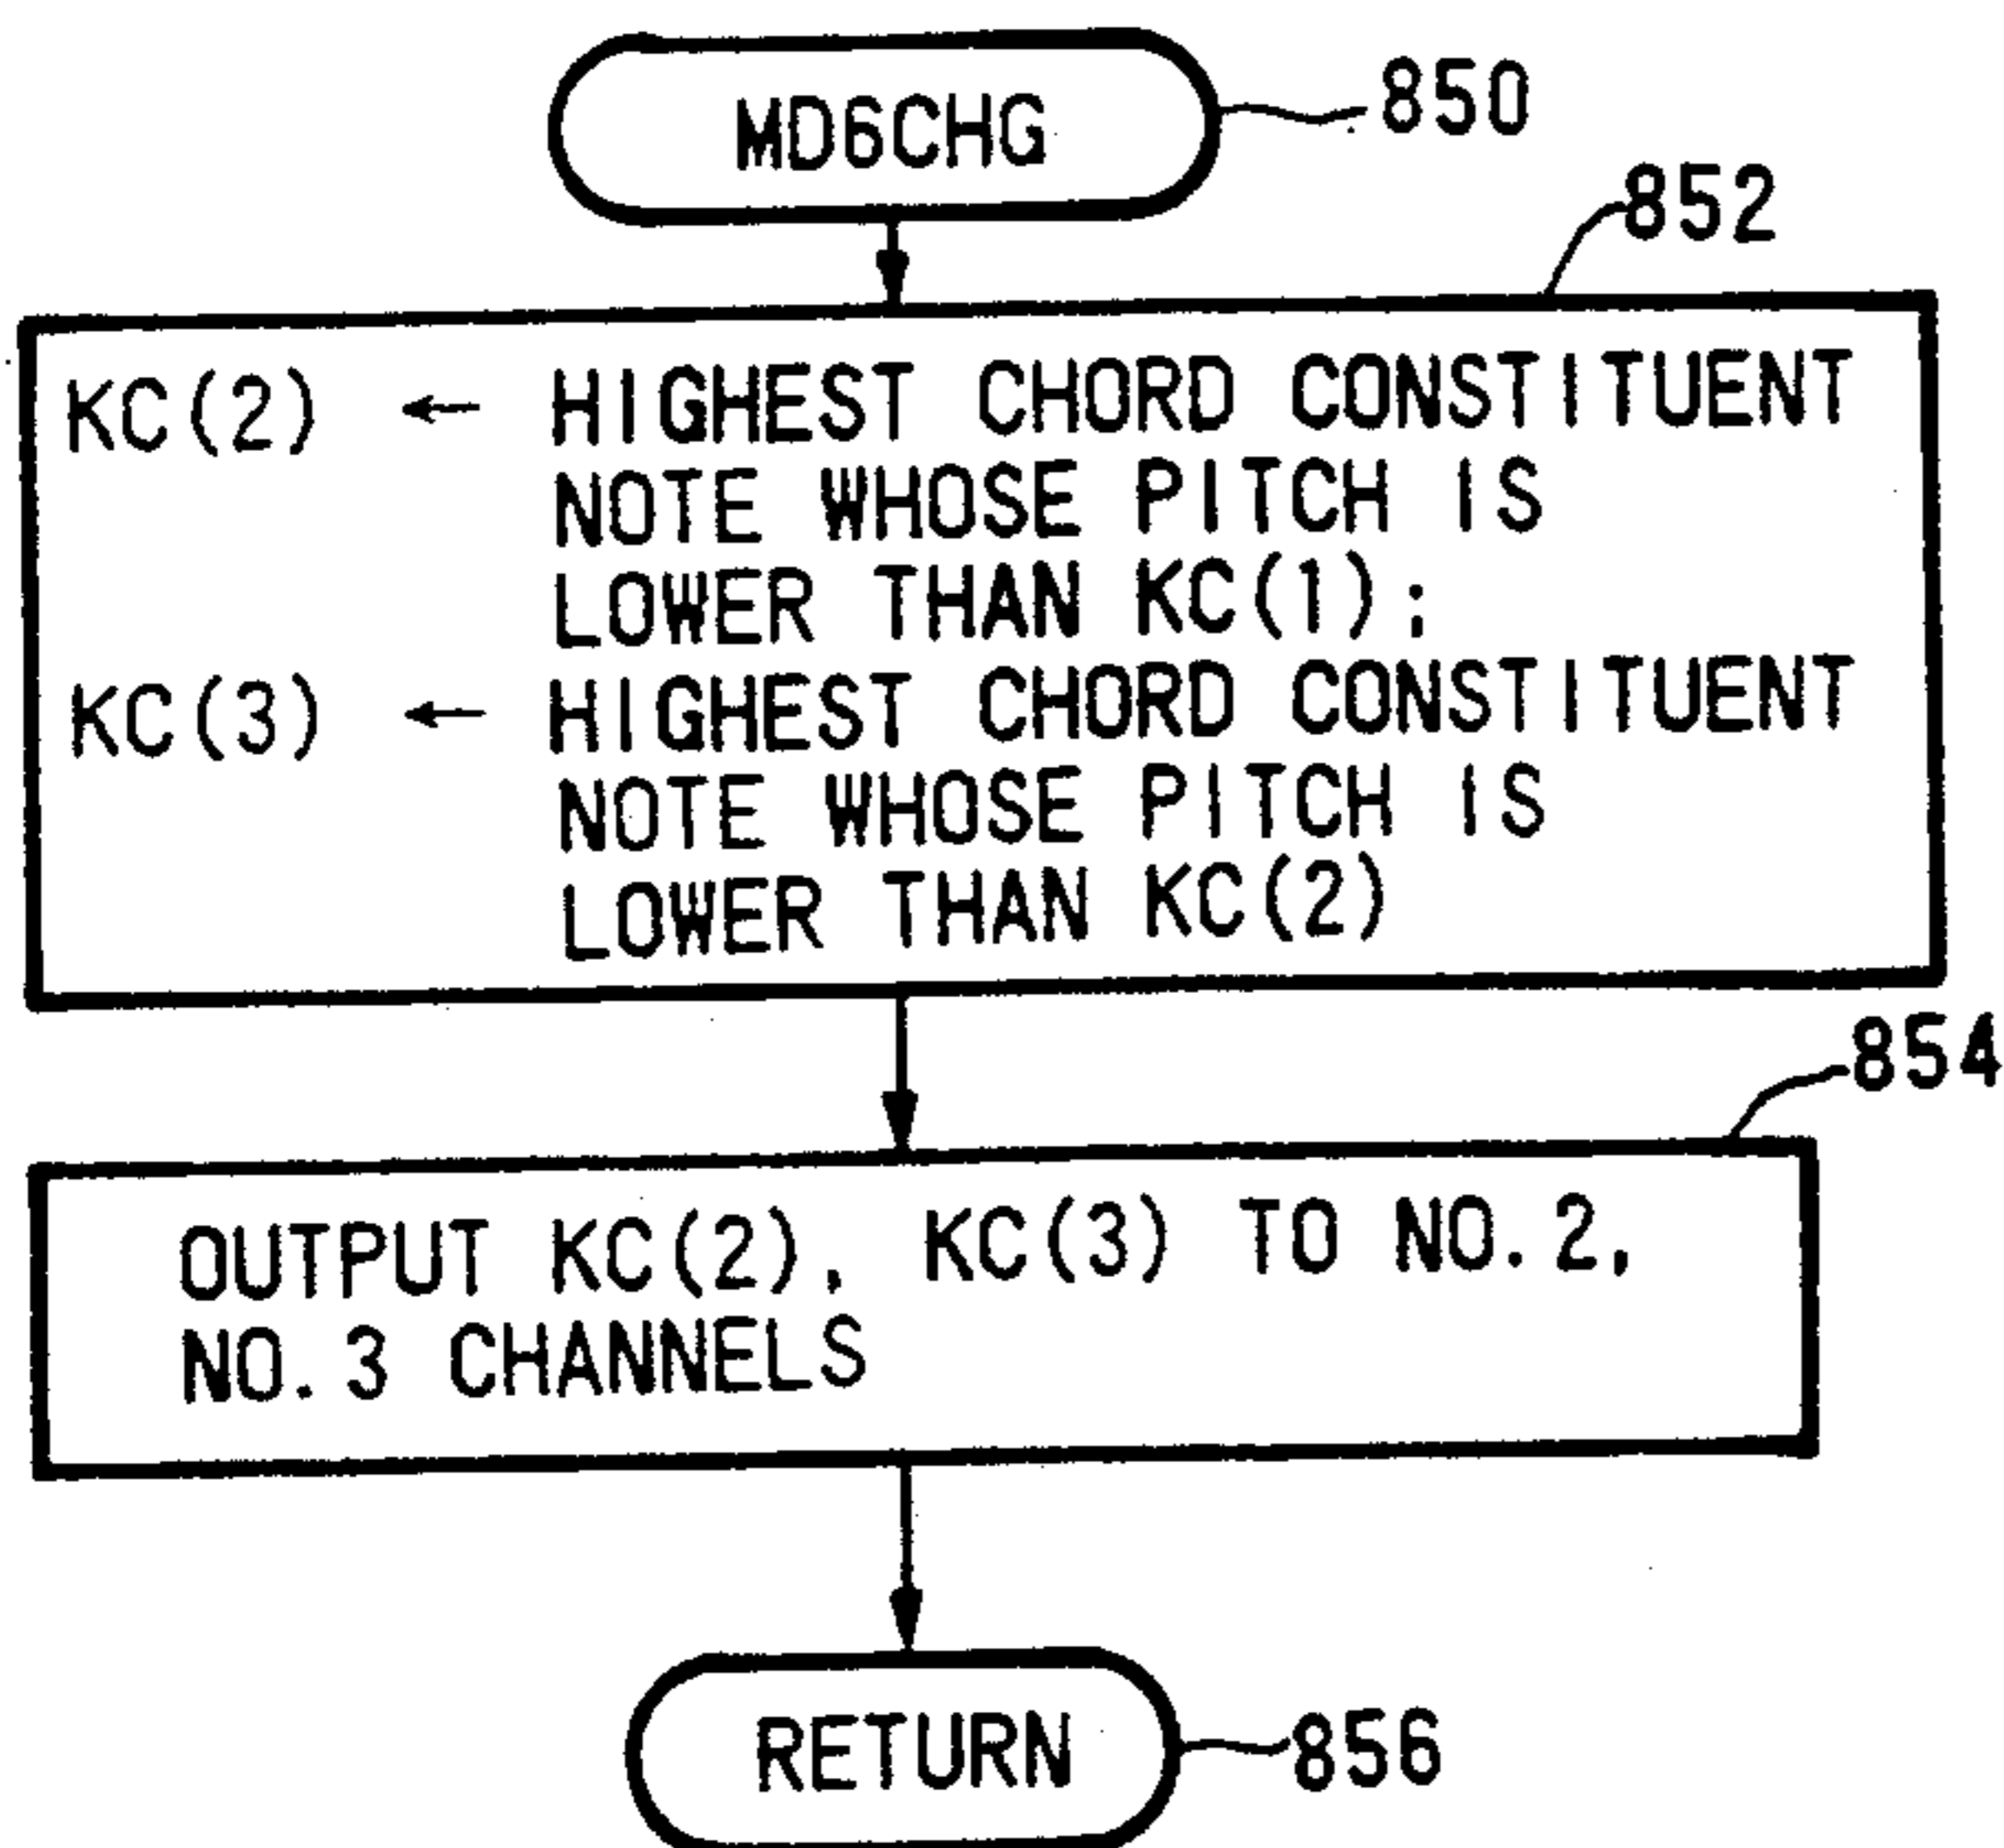 MD6CHG
850
852
KC(2) ← HIGHEST CHORD CONSTITUENT
NOTE WHOSE PITCH IS
LOWER THAN KC(1);
KC(3) ← HIGHEST CHORD CONSTITUENT
NOTE WHOSE PITCH IS
LOWER THAN KC(2)
854
OUTPUT KC(2), KC(3) TO NO.2,
NO.3 CHANNELS
RETURN
856